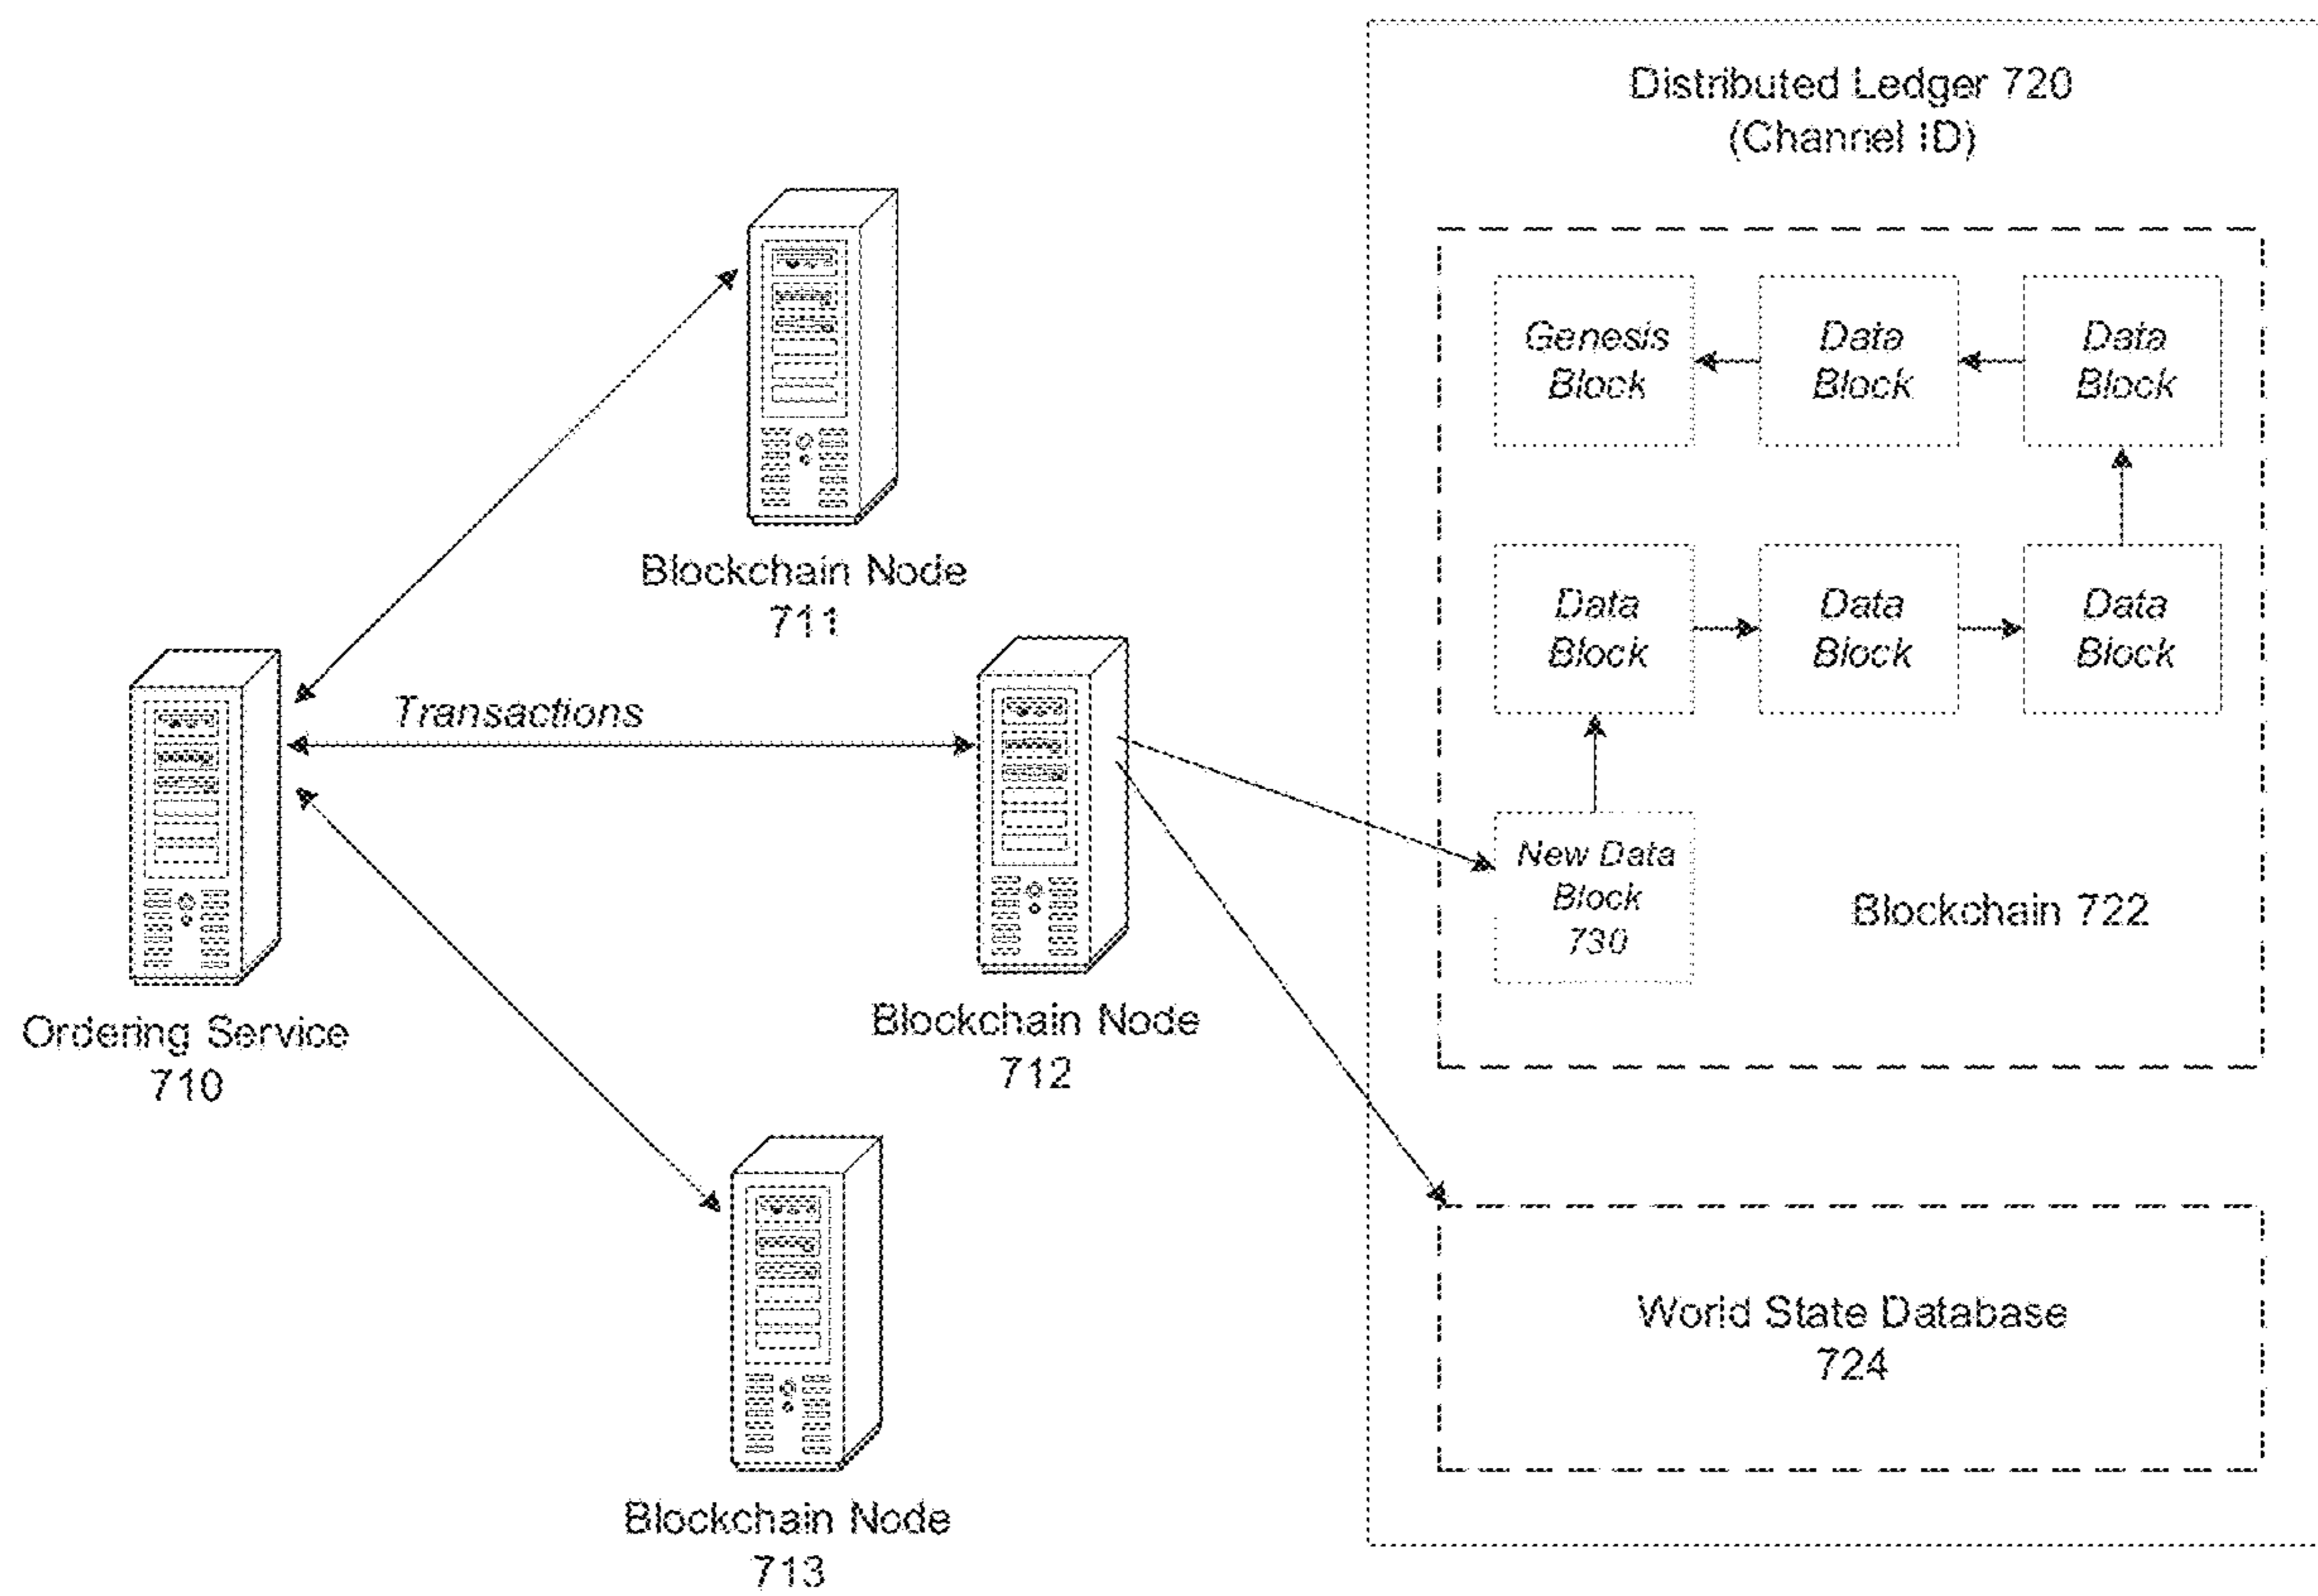 Distributed Ledger 720
(Channel ID)
Genesis
Block
Data
Block
Data
Block
Blockchain Node
711
Data
Block
Data
Block
Data
Block
Transactions
New Data
Block
730
Blockchain 722
Ordering Service
710
Blockchain Node
712
World State Database
724
Blockchain Node
713